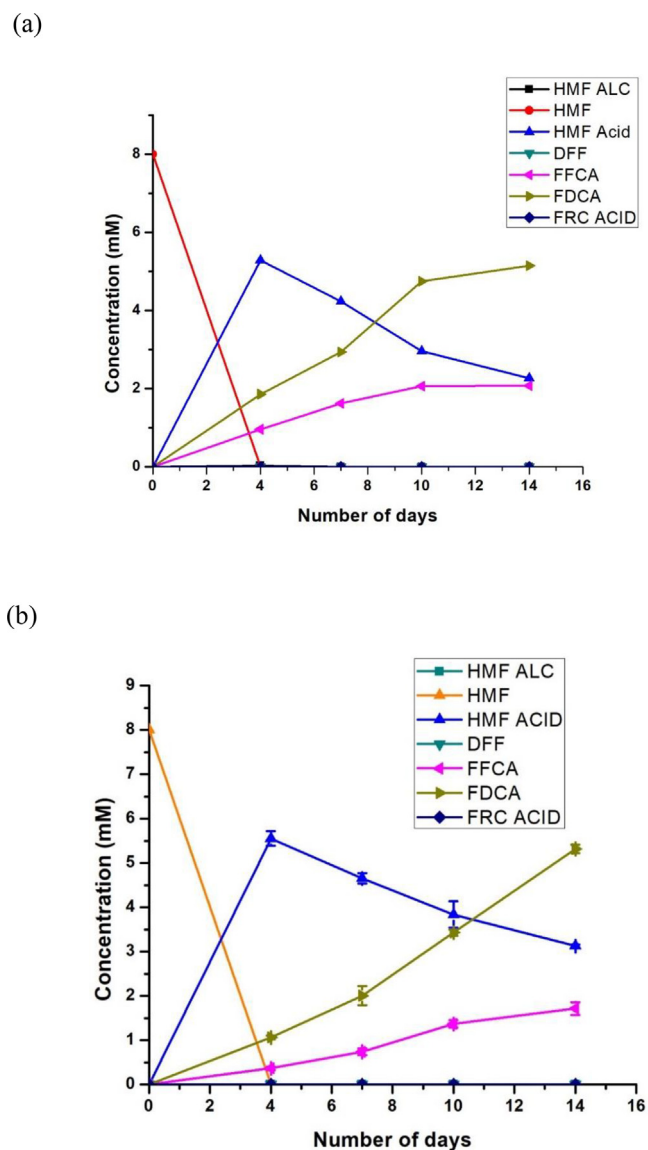 (a)
HMF ALC
HMF
HMF Acid
DFF
FFCA
FDCA
FRC ACID
8
6
4
2
0
Concentration (mM)
0 2 4 6 8 10 12 14 16
Number of days
(b)
HMF ALC
HMF
HMF ACID
DFF
FFCA
FDCA
FRC ACID
9
8
7
6
5
4
3
2
1
0
Concentration (mM)
0 2 4 6 8 10 12 14 16
Number of days